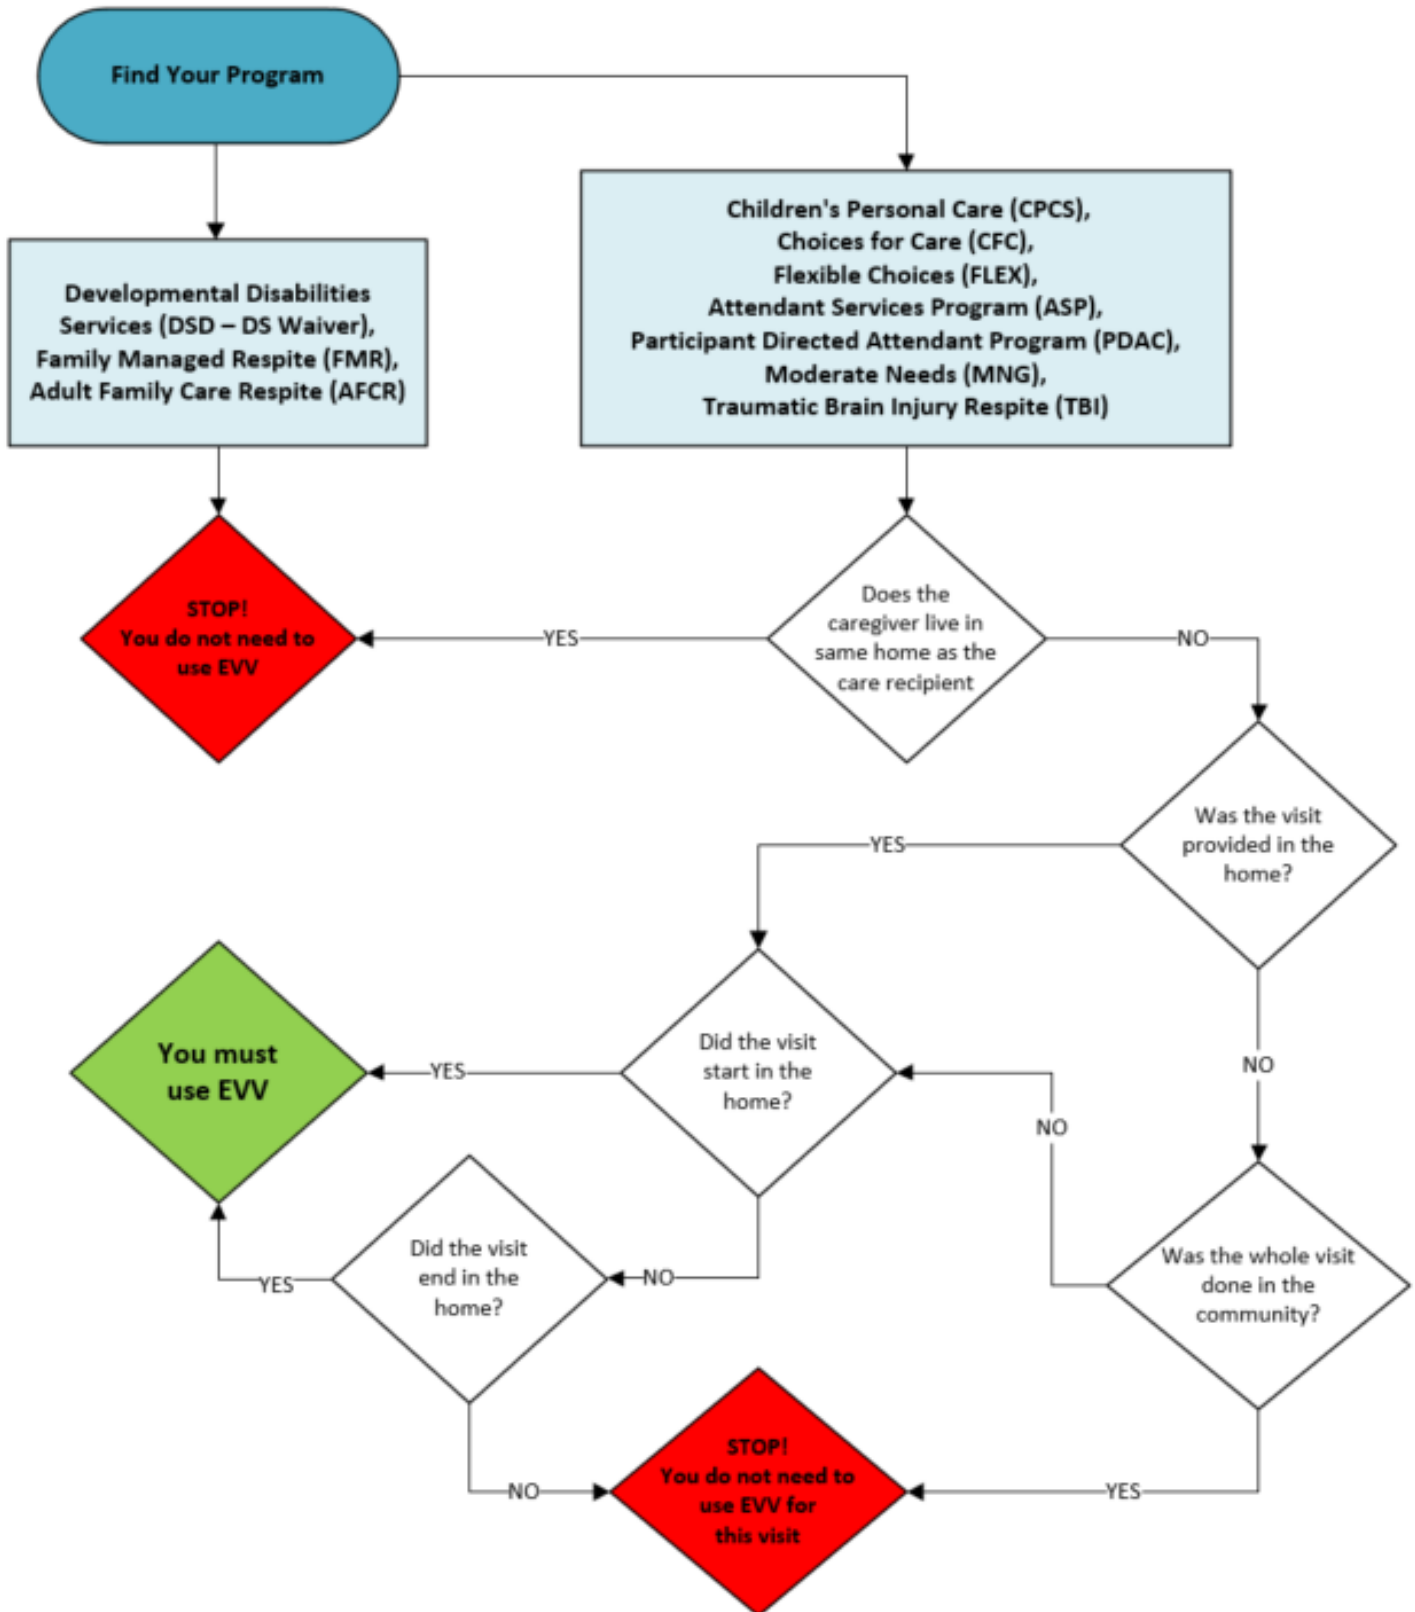 Find Your Program
Children's Personal Care (CPCS),
Choices for Care (CFC),
Flexible Choices (FLEX),
Attendant Services Program (ASP),
Participant Directed Attendant Program (PDAC),
Moderate Needs (MNG),
Traumatic Brain Injury Respite (TBI)
Developmental Disabilities
Services (DSD – DS Waiver),
Family Managed Respite (FMR),
Adult Family Care Respite (AFCR)
STOP!
You do not need to
use EVV
YES
Does the
caregiver live in
same home as the
care recipient
NO
Was the visit
provided in the
home?
YES
You must
use EVV
YES
Did the visit
start in the
home?
NO
NO
Did the visit
end in the
home?
YES
NO
Was the whole visit
done in the
community?
NO
STOP!
You do not need to
use EVV for
this visit
YES